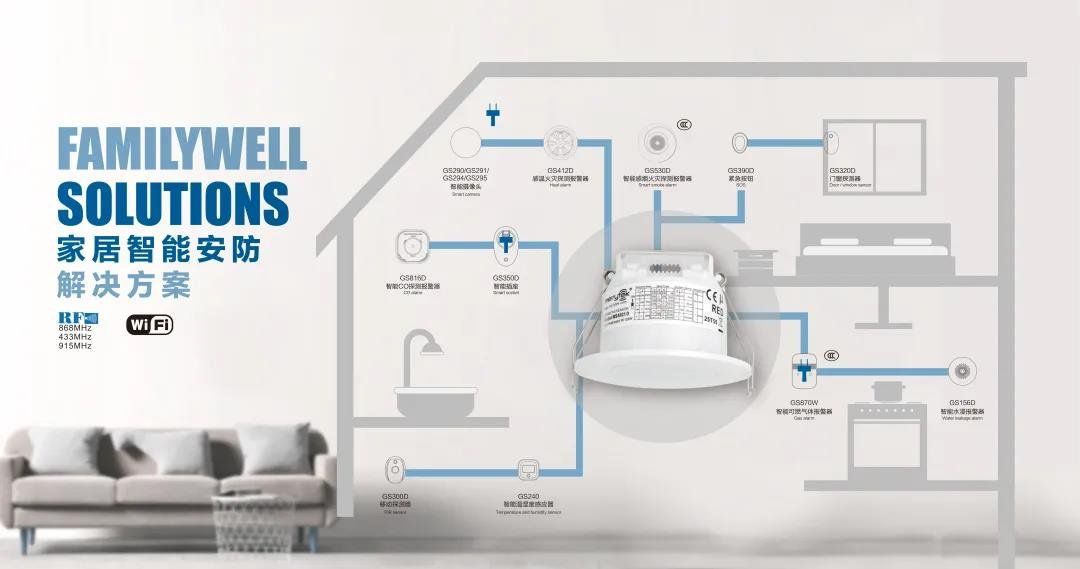 FAMILYWELL
SOLUTIONS
家居智能安防
解决方案
RF
868MHz
433MHz
915MHz
WiFi
GS290/GS291/
GS294/GS295
智能摄像头
Smart camera
GS412D
感温火灾探测报警器
Heat alarm
GS530D
智能感烟火灾探测报警器
Smart smoke alarm
GS390D
紧急按钮
SOS
GS320D
门窗探测器
Door / window sensor
GS816D
智能CO探测报警器
CO alarm
GS350D
智能插座
Smart socket
merrytek
CE
RED
GS870W
智能可燃气体报警器
Gas alarm
GS156D
智能水浸报警器
Water leakage alarm
GS300D
移动探测器
PIR sensor
GS240
智能温湿度感应器
Temperature and humidity sensor